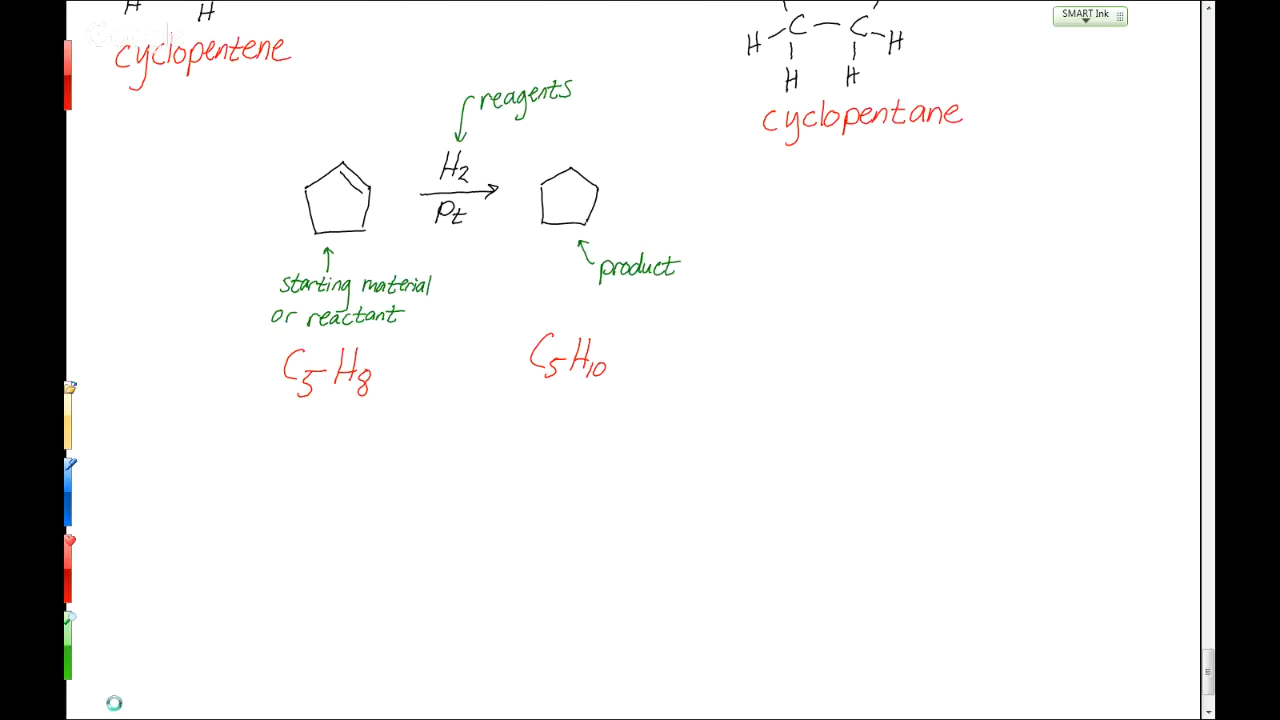 H
H
cyclopentene
SMART Ink
C – C
H
H
H
H
cyclopentane
reagents
H2
Pt
starting material
or reactant
product
C5H8
C5H10